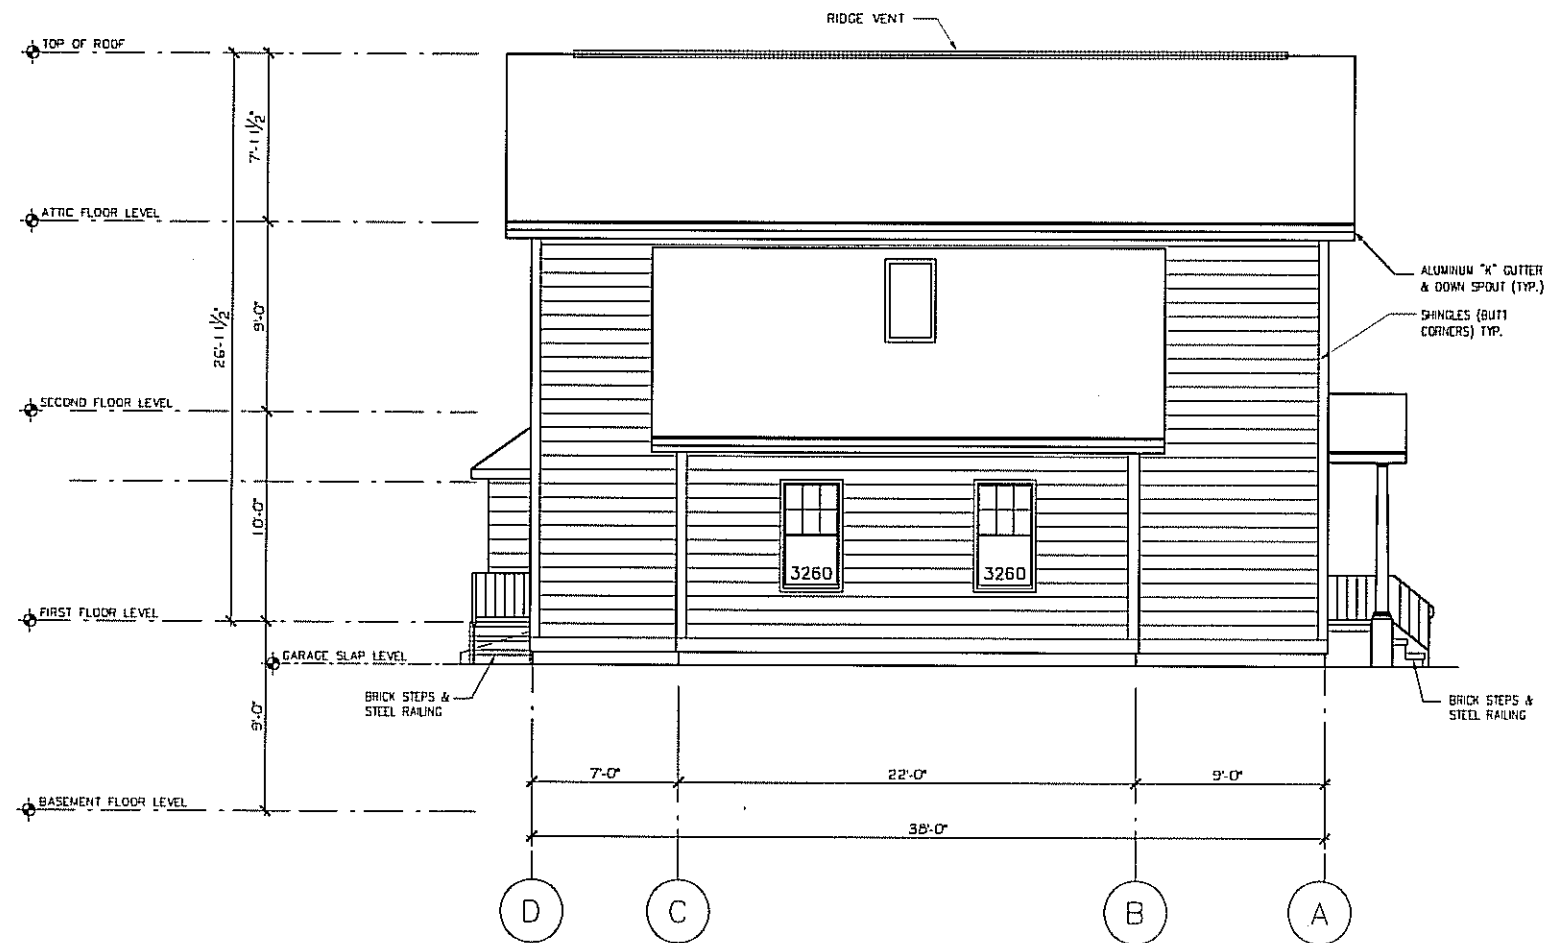 RIDGE VENT
TOP OF ROOF
7'-1 1/2"
ATTIC FLOOR LEVEL
ALUMINUM "K" GUTTER
& DOWN SPOUT (TYP.)
SHINGLES (BUTT
CORNERS) TYP.
26'-1 1/2"
9'-0"
SECOND FLOOR LEVEL
10'-0"
3260
3260
FIRST FLOOR LEVEL
GARAGE SLAP LEVEL
BRICK STEPS &
STEEL RAILING
BRICK STEPS &
STEEL RAILING
9'-0"
7'-0"
22'-0"
9'-0"
BASEMENT FLOOR LEVEL
38'-0"
D
C
B
A